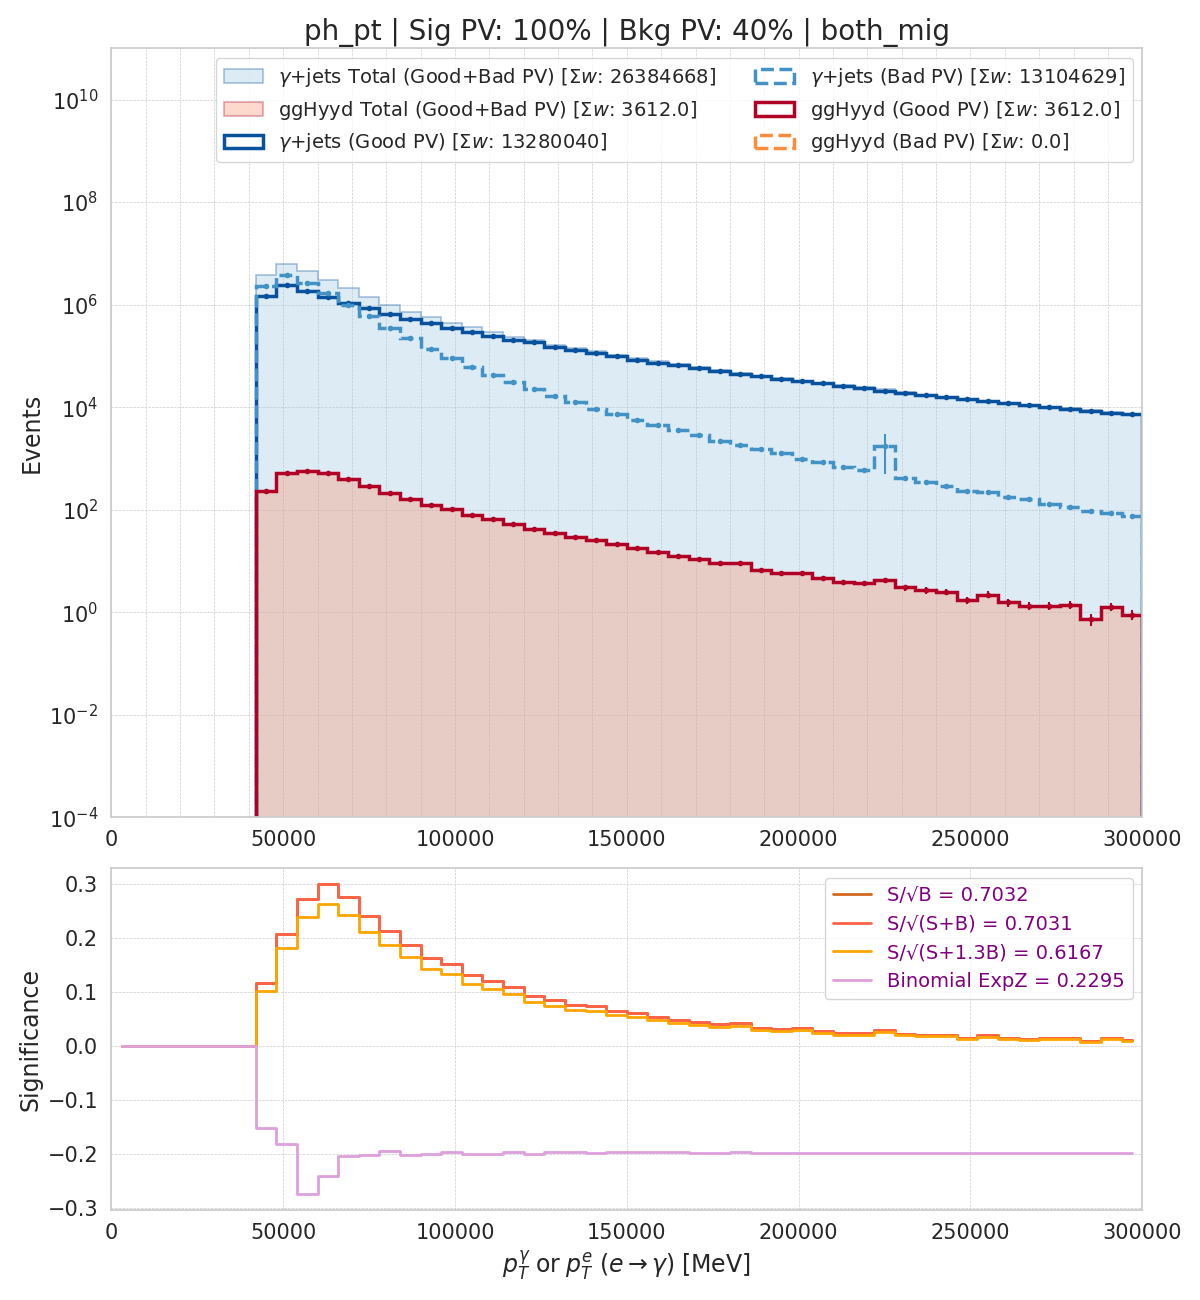 ph_pt | Sig PV: 100% | Bkg PV: 40% | both_mig
γ+jets Total (Good+Bad PV) [Σw: 26384668]
ggHyyd Total (Good+Bad PV) [Σw: 3612.0]
γ+jets (Good PV) [Σw: 13280040]
γ+jets (Bad PV) [Σw: 13104629]
ggHyyd (Good PV) [Σw: 3612.0]
ggHyyd (Bad PV) [Σw: 0.0]
Events
10^10
10^8
10^6
10^4
10^2
10^0
10^−2
10^−4
0 50000 100000 150000 200000 250000 300000
Significance
0.3
0.2
0.1
0.0
−0.1
−0.2
−0.3
S/√B = 0.7032
S/√(S+B) = 0.7031
S/√(S+1.3B) = 0.6167
Binomial ExpZ = 0.2295
0 50000 100000 150000 200000 250000 300000
p_T^γ or p_T^e (e→γ) [MeV]